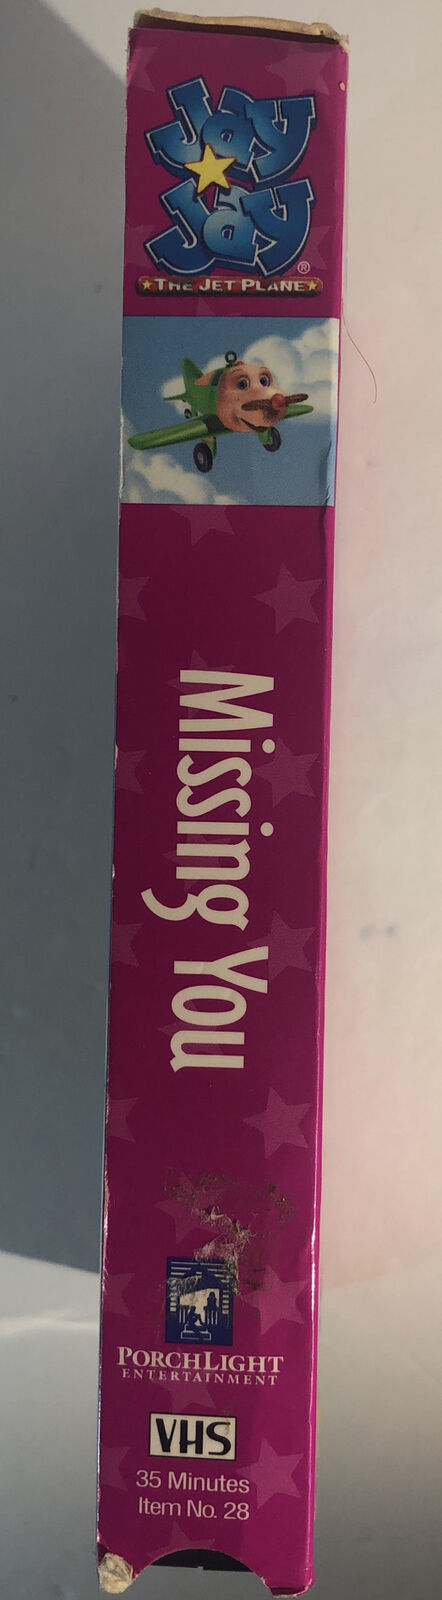 Jay
Jay
®
THE JET PLANE
Missing You
PORCHLIGHT
ENTERTAINMENT
VHS
35 Minutes
Item No. 28